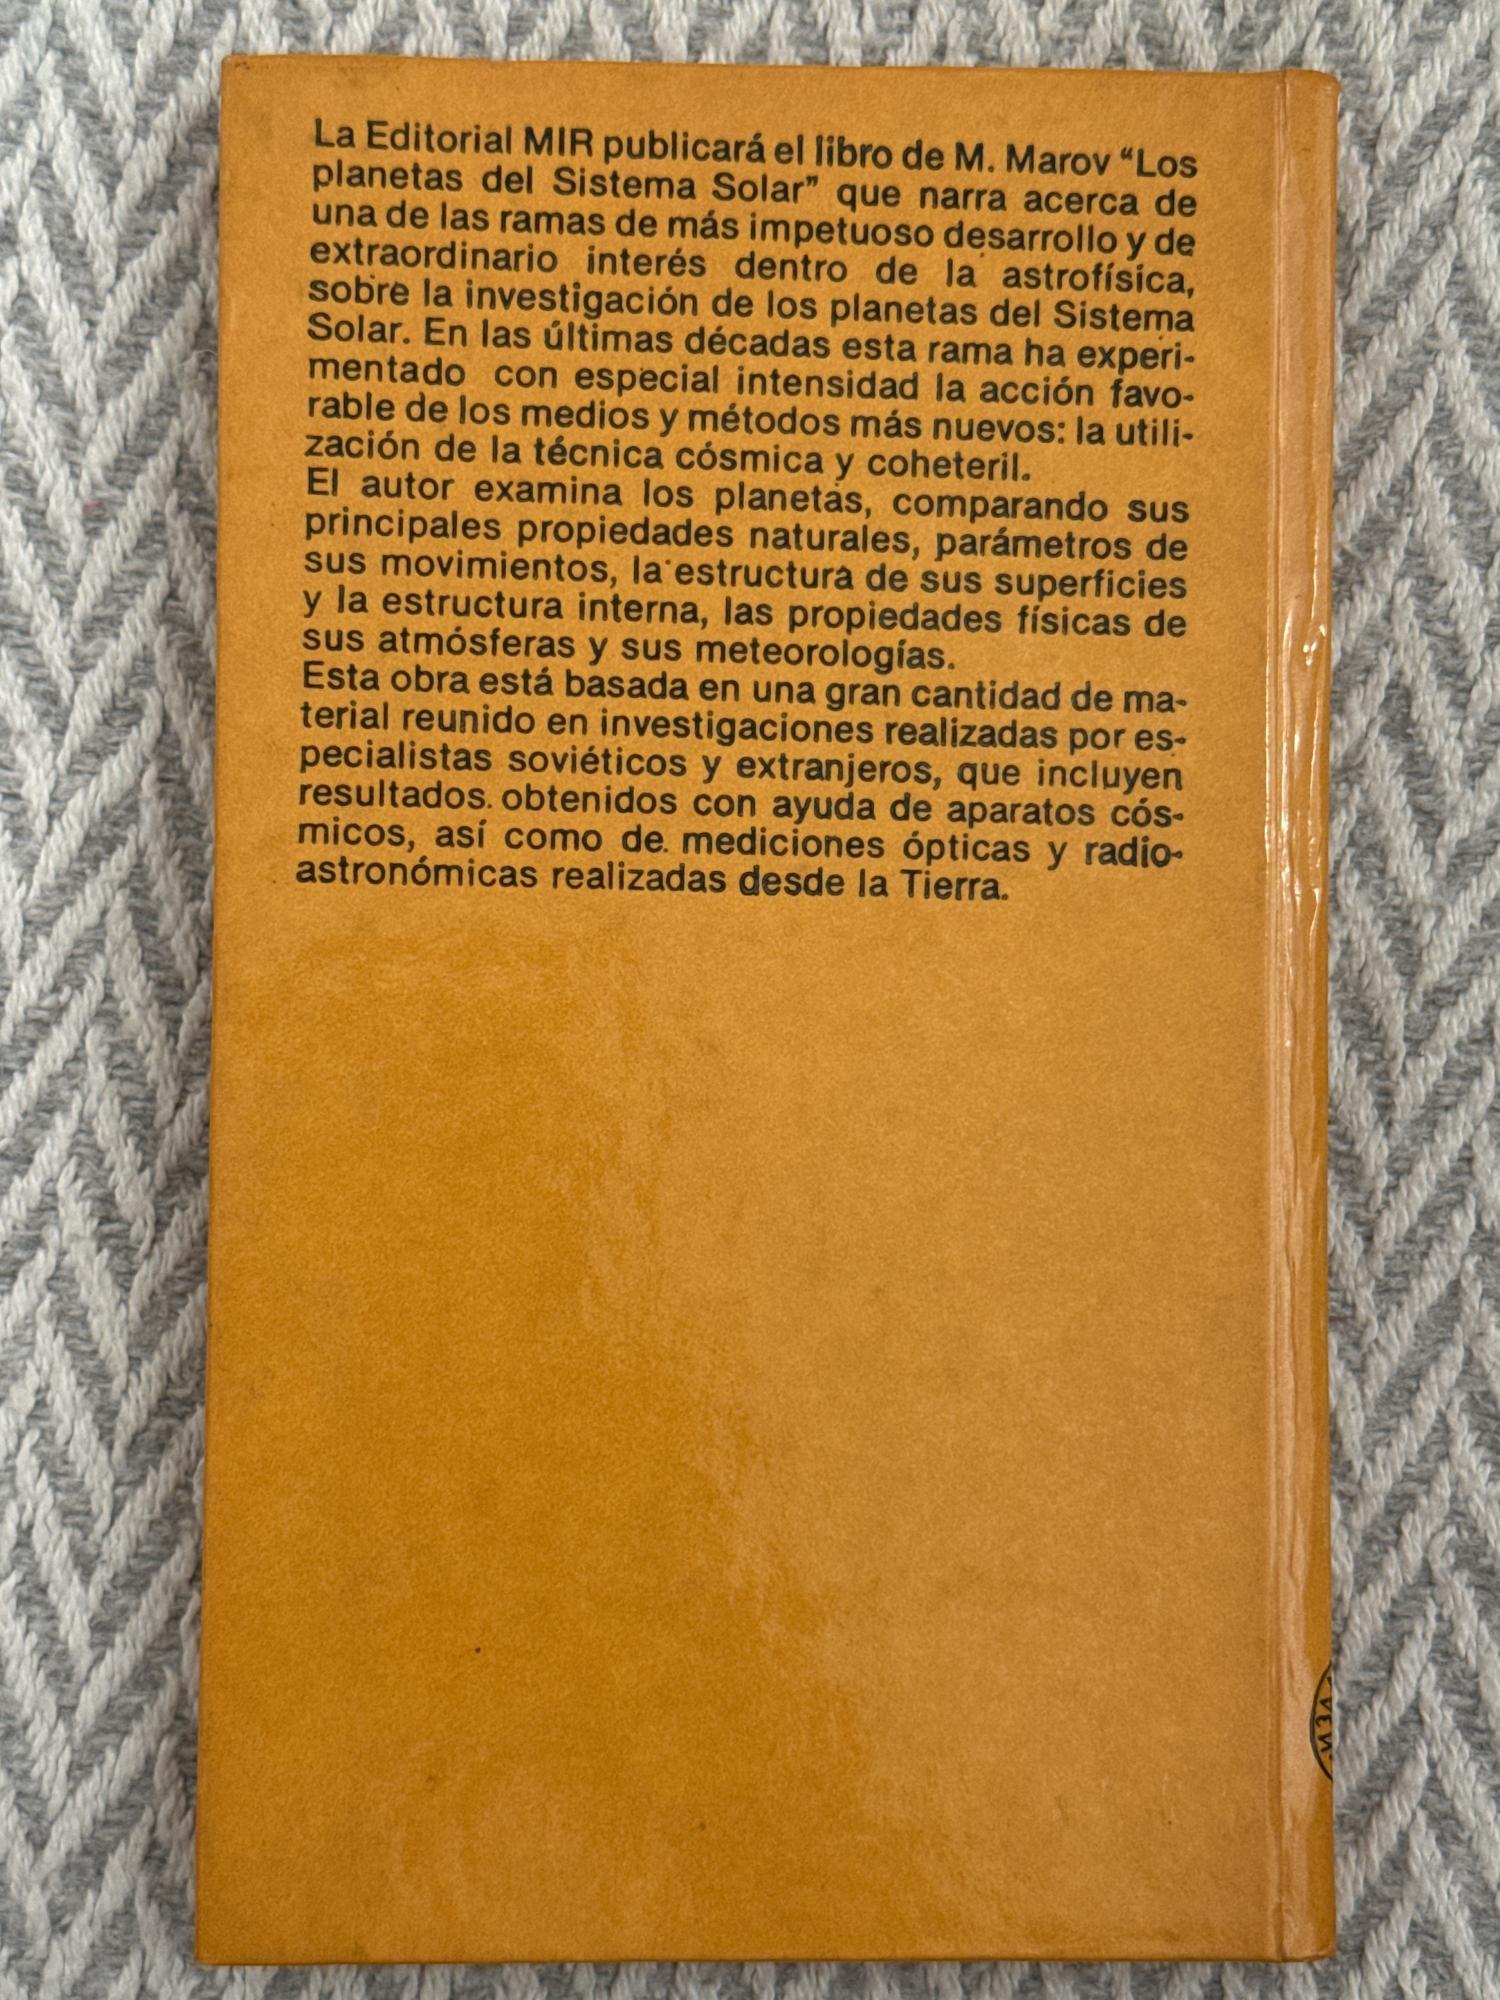 La Editorial MIR publicará el libro de M. Marov “Los
planetas del Sistema Solar” que narra acerca de
una de las ramas de más impetuoso desarrollo y de
extraordinario interés dentro de la astrofísica,
sobre la investigación de los planetas del Sistema
Solar. En las últimas décadas esta rama ha experi-
mentado con especial intensidad la acción favo-
rable de los medios y métodos más nuevos: la utili-
zación de la técnica cósmica y coheteril.
El autor examina los planetas, comparando sus
principales propiedades naturales, parámetros de
sus movimientos, la estructura de sus superficies
y la estructura interna, las propiedades físicas de
sus atmósferas y sus meteorologías.
Esta obra está basada en una gran cantidad de ma-
terial reunido en investigaciones realizadas por es-
pecialistas soviéticos y extranjeros, que incluyen
resultados obtenidos con ayuda de aparatos cós-
micos, así como de mediciones ópticas y radio-
astronómicas realizadas desde la Tierra.